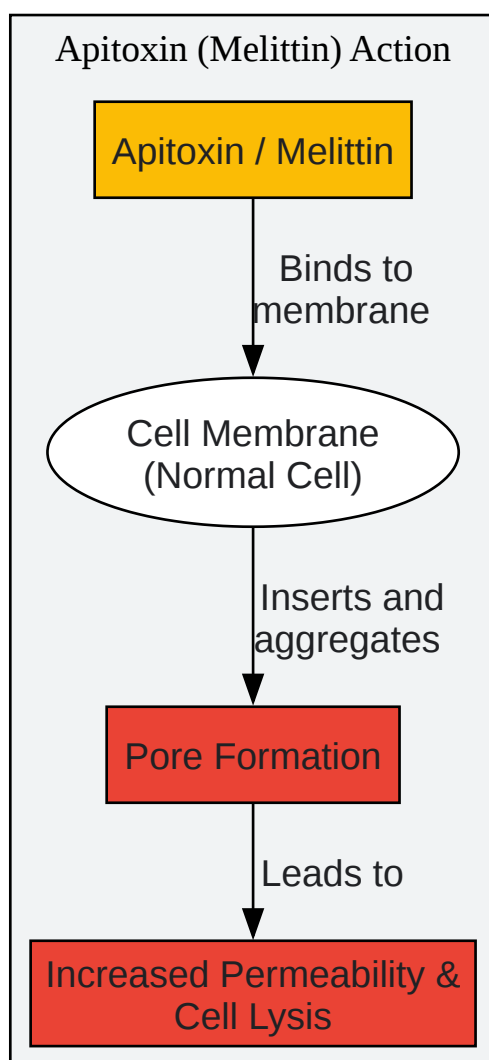 Apitoxin (Melittin) Action
Apitoxin / Melittin
Binds to
membrane
Cell Membrane
(Normal Cell)
Inserts and
aggregates
Pore Formation
Leads to
Increased Permeability &
Cell Lysis